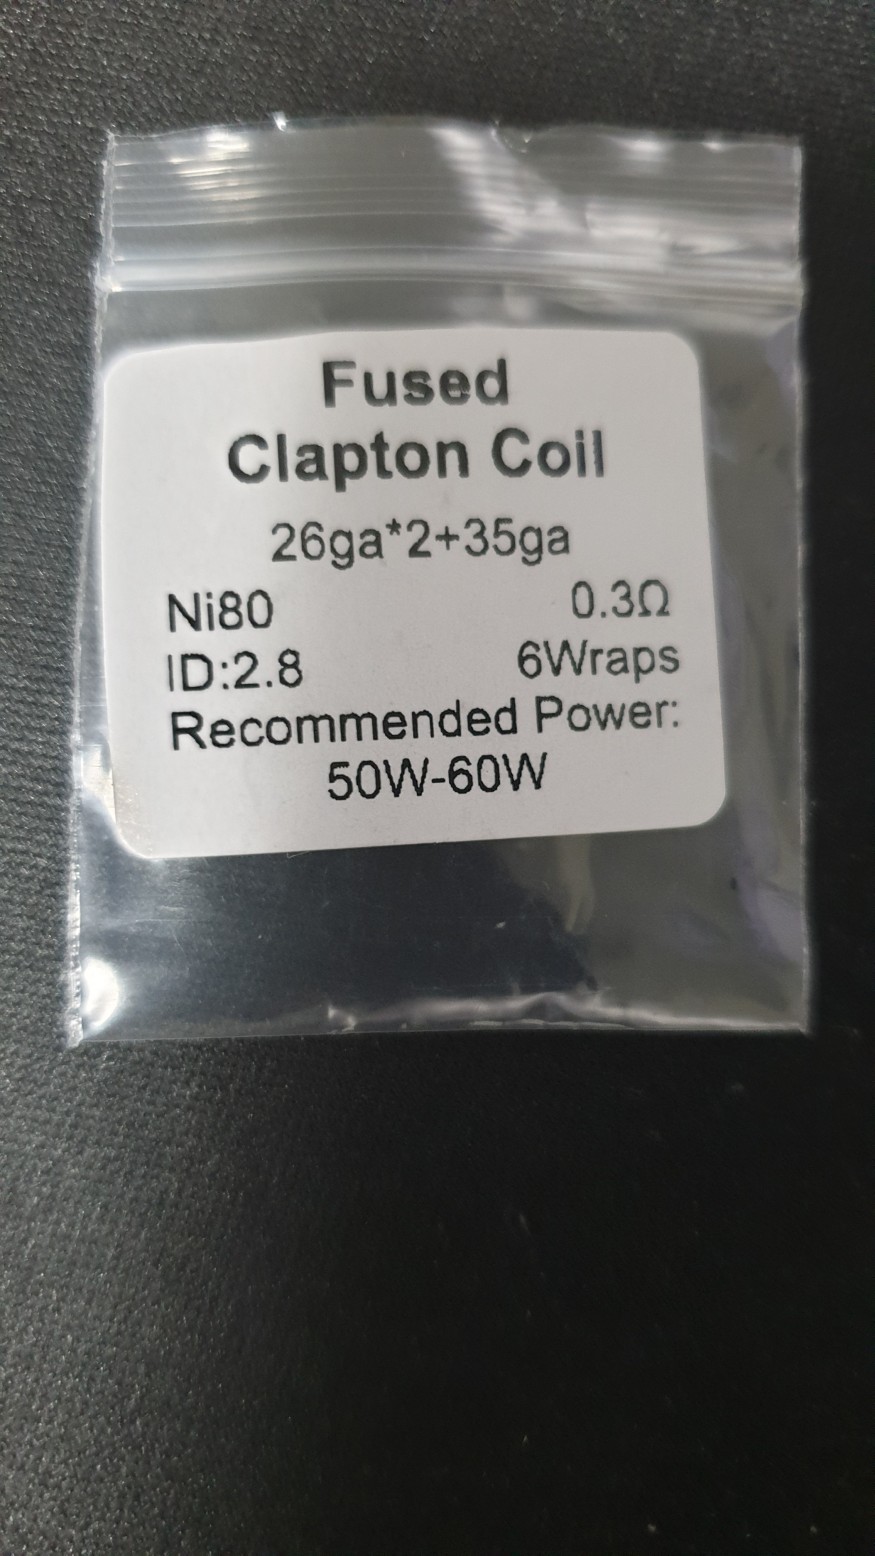 Fused
Clapton Coil
26ga*2+35ga
Ni80 0.3Ω
ID:2.8 6Wraps
Recommended Power:
50W-60W